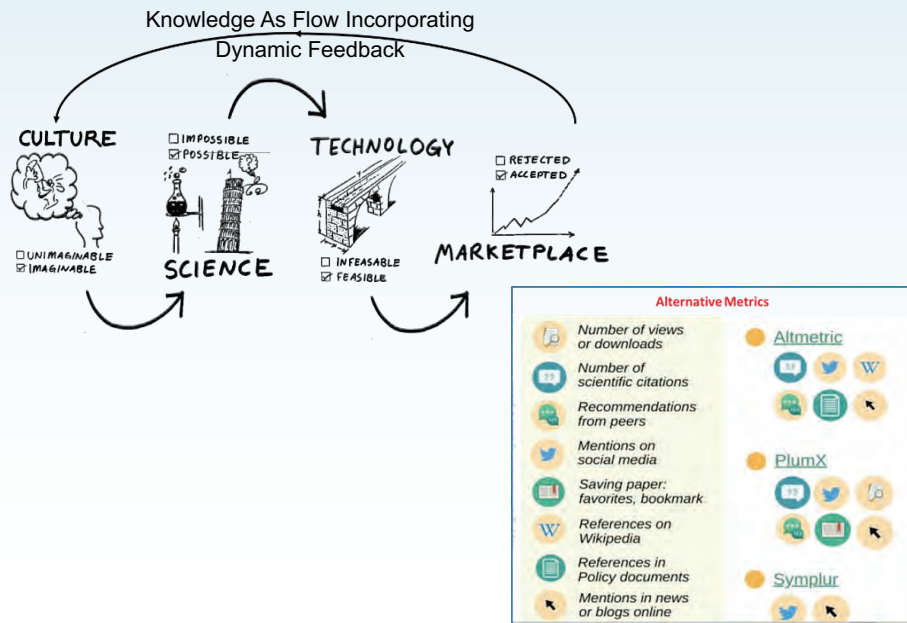 Knowledge As Flow Incorporating
Dynamic Feedback
CULTURE
UNIMAGINABLE
IMAGINABLE
IMPOSSIBLE
POSSIBLE
SCIENCE
TECHNOLOGY
INFEASABLE
FEASIBLE
REJECTED
ACCEPTED
MARKETPLACE
Alternative Metrics
Number of views
or downloads
Number of
scientific citations
Recommendations
from peers
Mentions on
social media
Saving paper:
favorites, bookmark
References on
Wikipedia
References in
Policy documents
Mentions in news
or blogs online
Altmetric
PlumX
Symplur